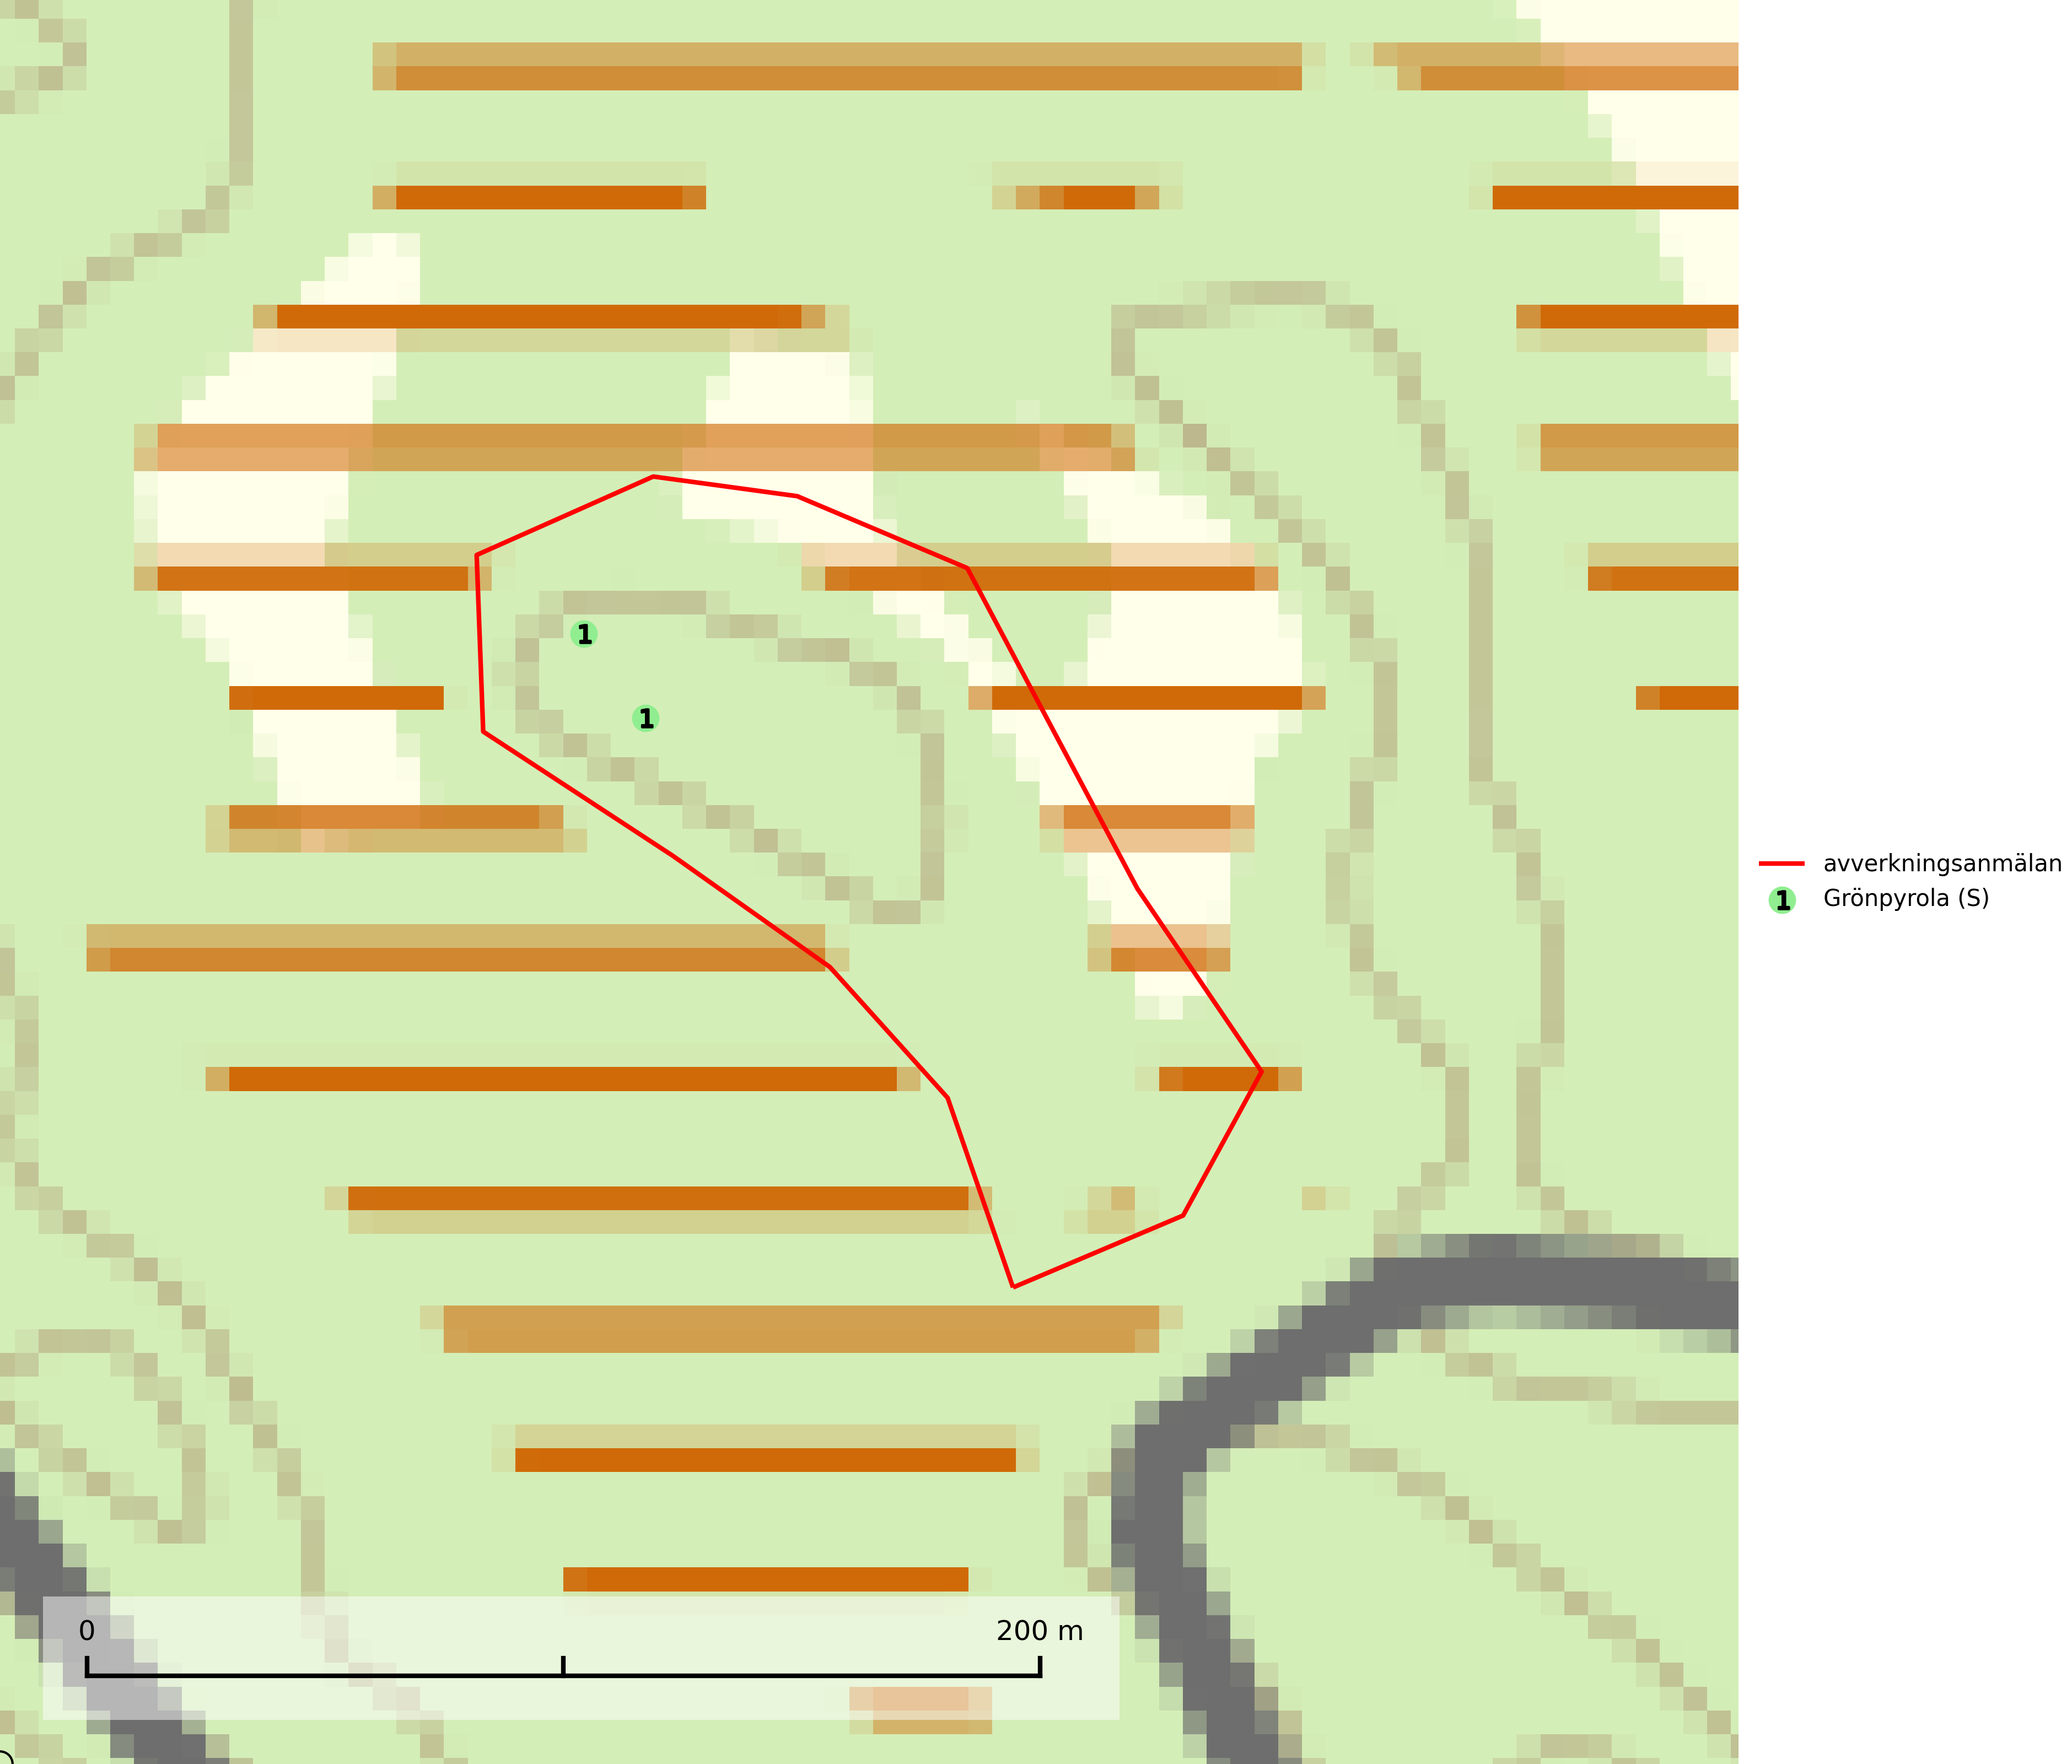 1
1
avverkningsanmälan
1 Grönpyrola (S)
0 200 m